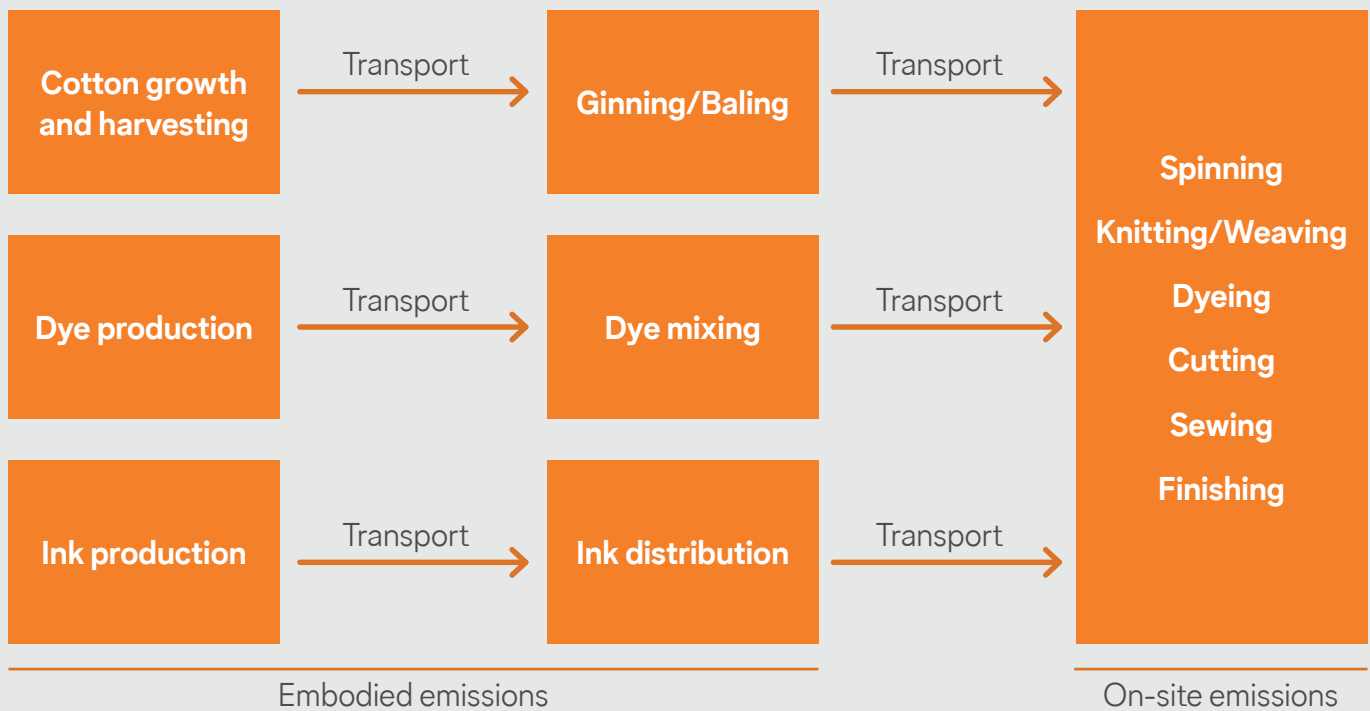 Cotton growth
and harvesting
Transport
Ginning/Baling
Transport
Dye production
Transport
Dye mixing
Transport
Ink production
Transport
Ink distribution
Transport
Spinning
Knitting/Weaving
Dyeing
Cutting
Sewing
Finishing
Embodied emissions
On-site emissions